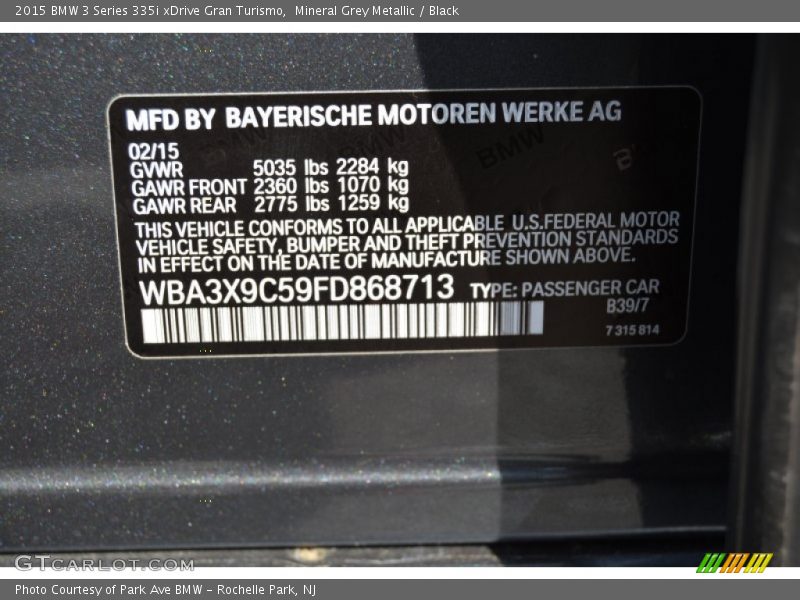 2015 BMW 3 Series 335i xDrive Gran Turismo, Mineral Grey Metallic / Black
MFD BY BAYERISCHE MOTOREN WERKE AG
02/15
GVWR 5035 lbs 2284 kg
GAWR FRONT 2360 lbs 1070 kg
GAWR REAR 2775 lbs 1259 kg
THIS VEHICLE CONFORMS TO ALL APPLICABLE U.S.FEDERAL MOTOR
VEHICLE SAFETY, BUMPER AND THEFT PREVENTION STANDARDS
IN EFFECT ON THE DATE OF MANUFACTURE SHOWN ABOVE.
WBA3X9C59FD868713 TYPE: PASSENGER CAR
B39/7
7 315 814
GTCARLOT.COM
Photo Courtesy of Park Ave BMW - Rochelle Park, NJ